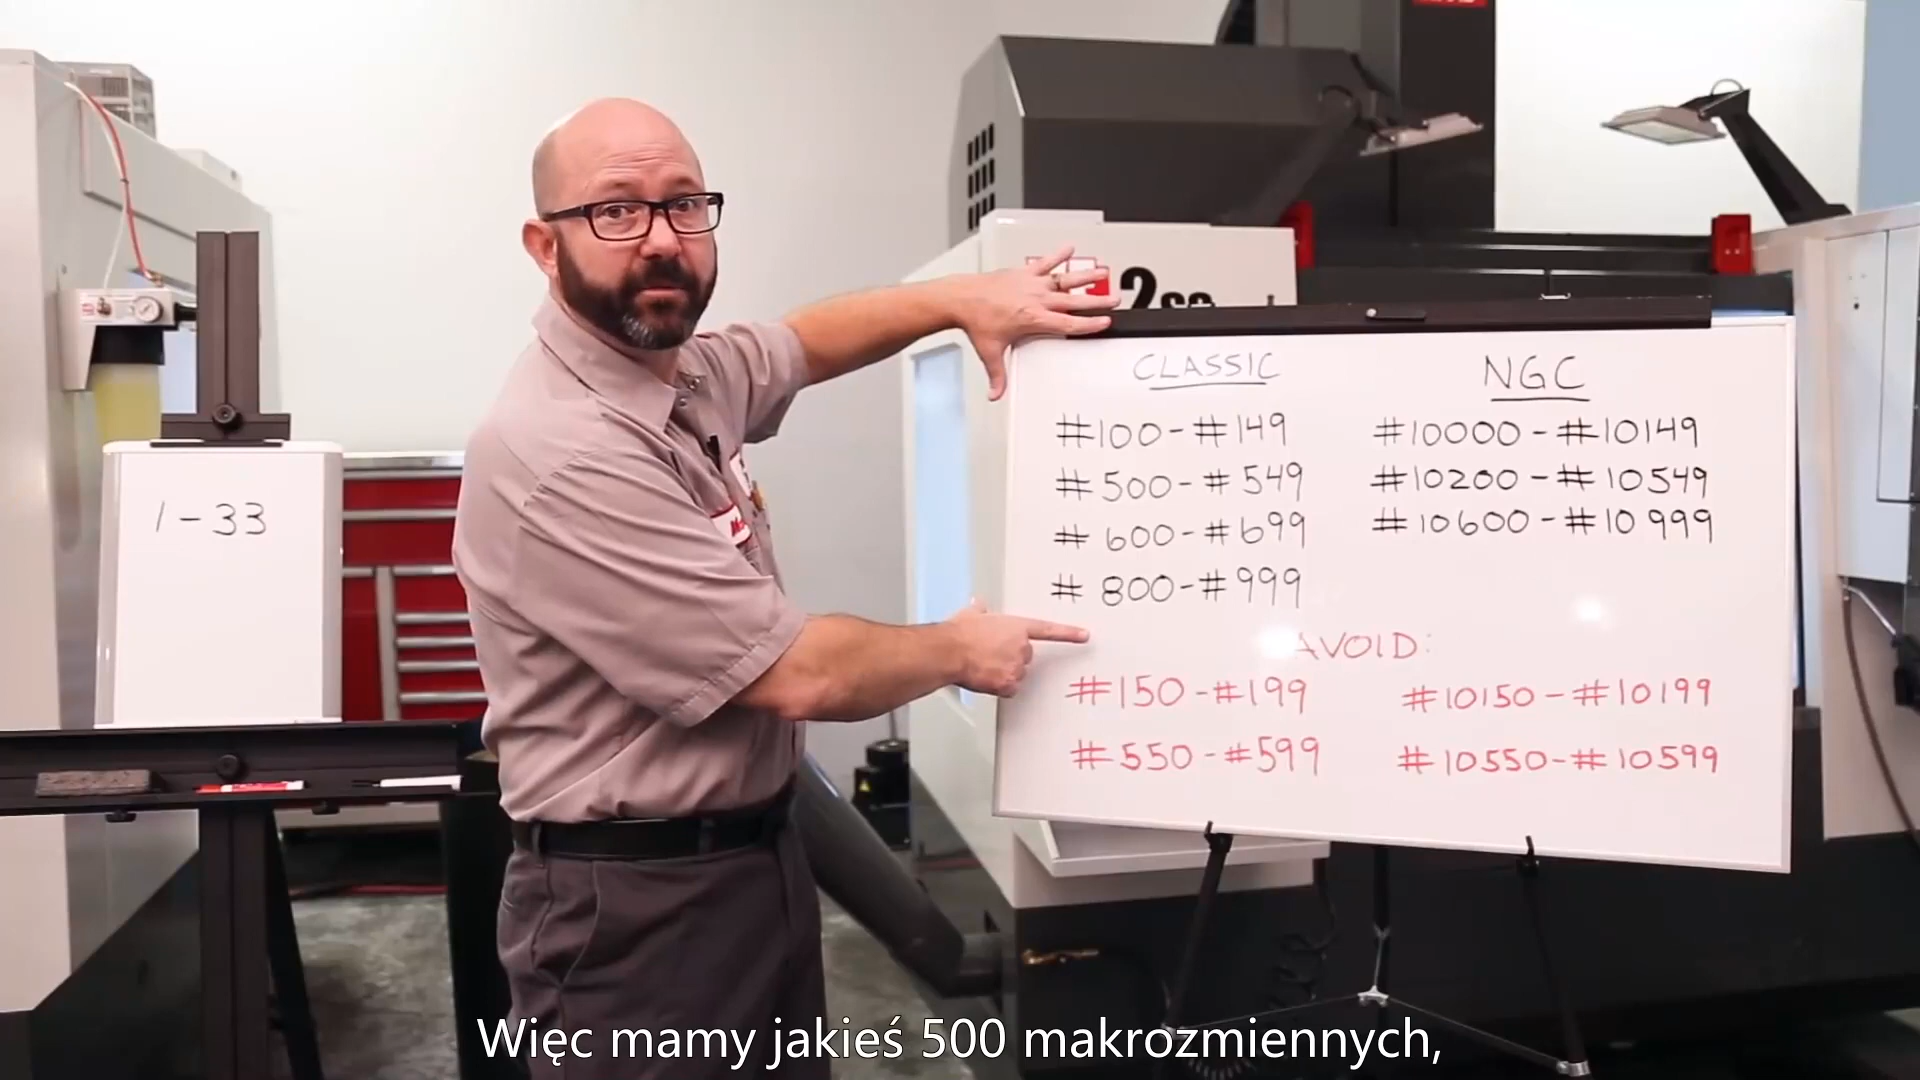 2SS
1-33
CLASSIC
#100-#149
#500-#549
#600-#699
#800-#999
NGC
#10000-#10149
#10200-#10549
#10600-#10999
AVOID:
#150-#199
#550-#599
#10150-#10199
#10550-#10599
Więc mamy jakieś 500 makrozmiennych,